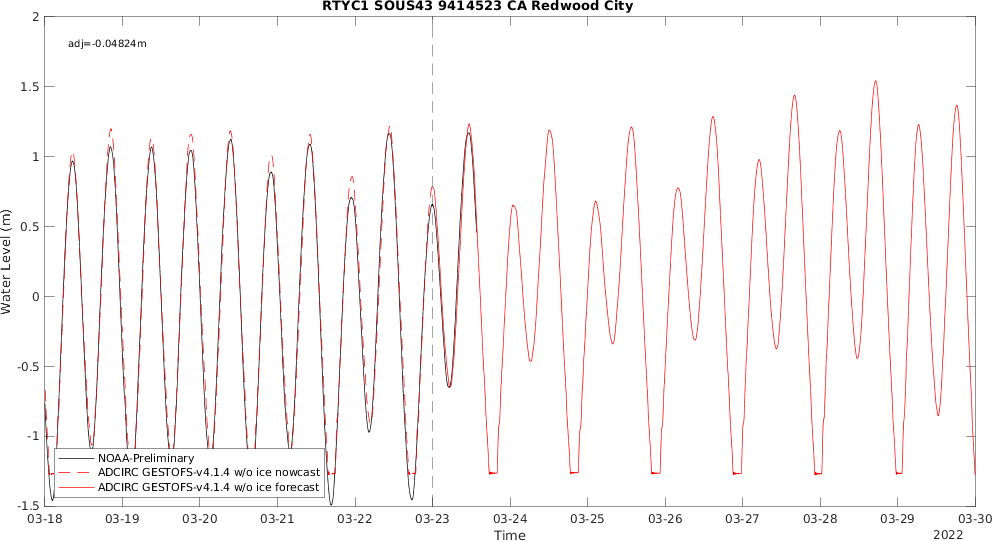 RTYC1 SOUS43 9414523 CA Redwood City
adj=-0.04824m
2
1.5
1
0.5
0
-0.5
-1
-1.5
Water Level (m)
NOAA-Preliminary
ADCIRC GESTOFS-v4.1.4 w/o ice nowcast
ADCIRC GESTOFS-v4.1.4 w/o ice forecast
03-18 03-19 03-20 03-21 03-22 03-23 03-24 03-25 03-26 03-27 03-28 03-29 03-30
Time
2022